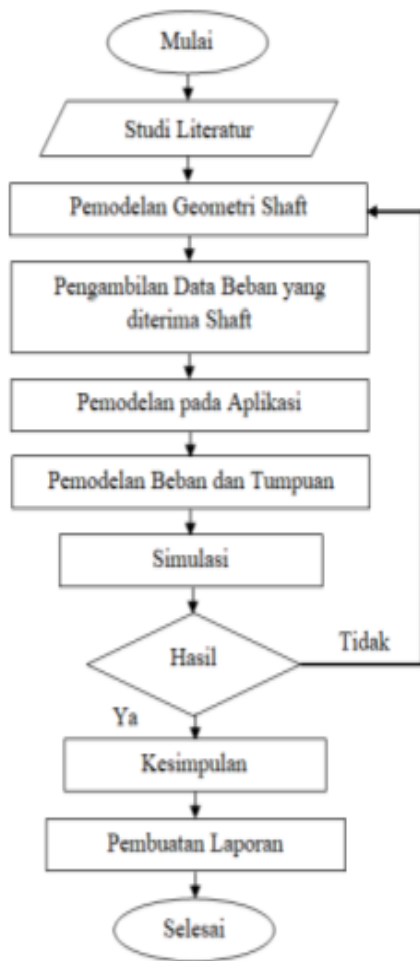 Mulai
Studi Literatur
Pemodelan Geometri Shaft
Pengambilan Data Beban yang
diterima Shaft
Pemodelan pada Aplikasi
Pemodelan Beban dan Tumpuan
Simulasi
Hasil
Tidak
Ya
Kesimpulan
Pembuatan Laporan
Selesai